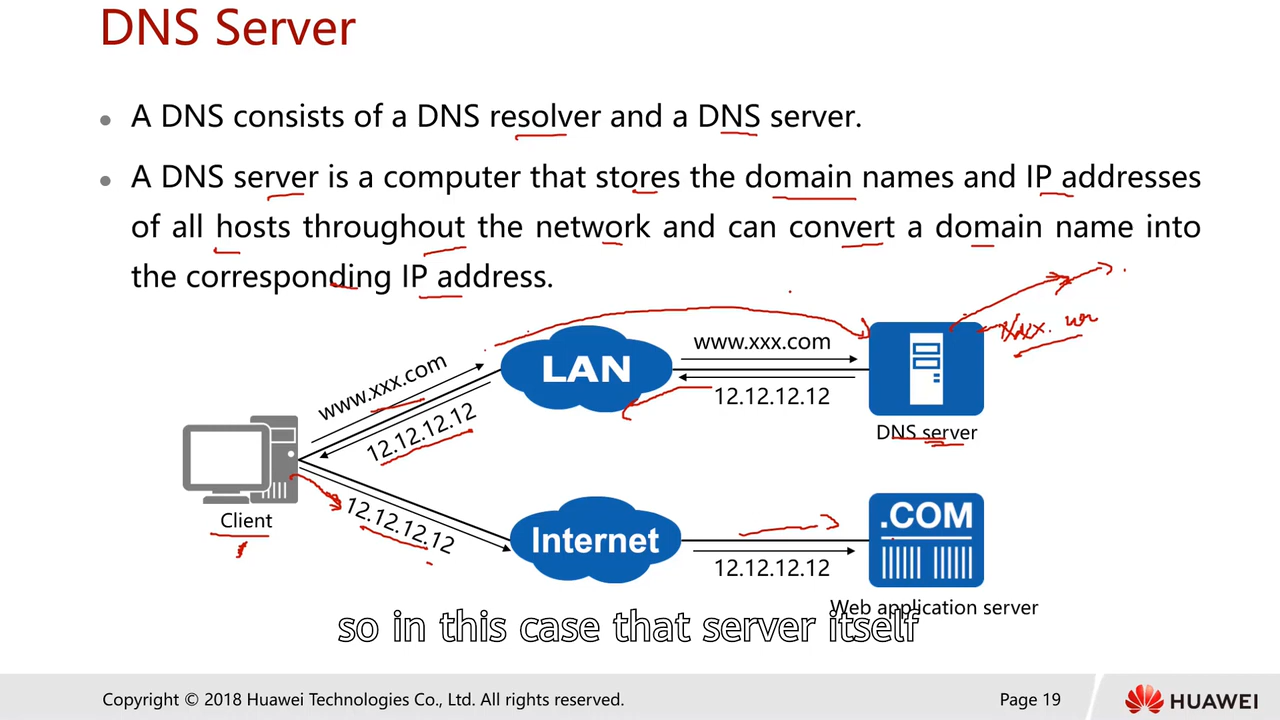 DNS Server
A DNS consists of a DNS resolver and a DNS server.
A DNS server is a computer that stores the domain names and IP addresses
of all hosts throughout the network and can convert a domain name into
the corresponding IP address.
www.xxx.com
12.12.12.12
LAN
www.xxx.com
12.12.12.12
DNS server
Client
12.12.12.12
Internet
12.12.12.12
.COM
Web application server
so in this case that server itself
Copyright © 2018 Huawei Technologies Co., Ltd. All rights reserved.
Page 19
HUAWEI